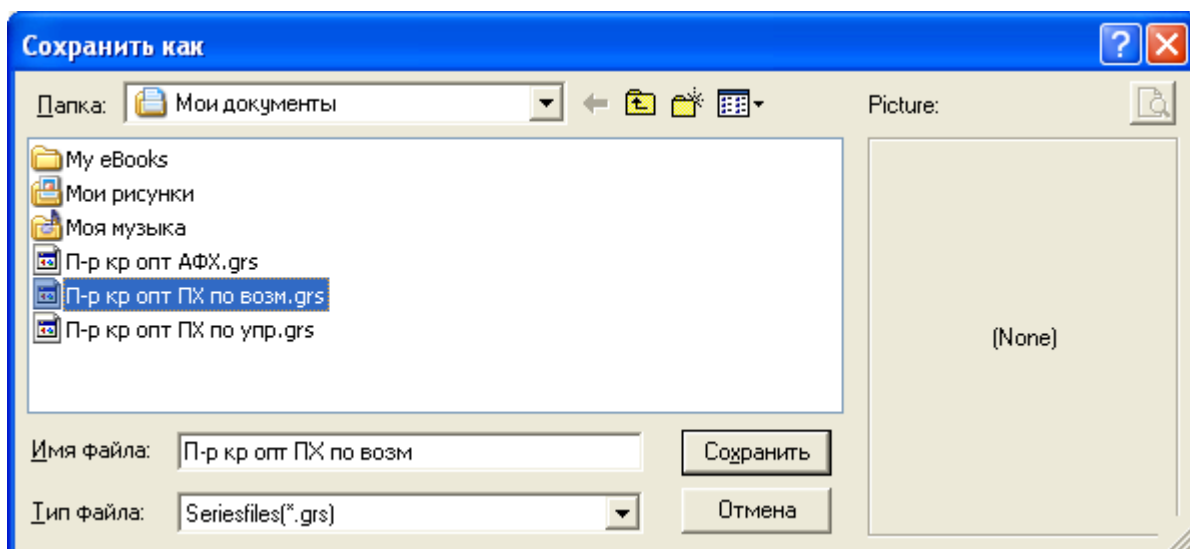 Сохранить как
Папка: Мои документы Picture:
My eBooks
Мои рисунки
Моя музыка
П-р кр опт АФХ.grs
П-р кр опт ПХ по возм.grs
П-р кр опт ПХ по упр.grs
(None)
Имя файла: П-р кр опт ПХ по возм Сохранить
Тип файла: Seriesfiles(*.grs) Отмена